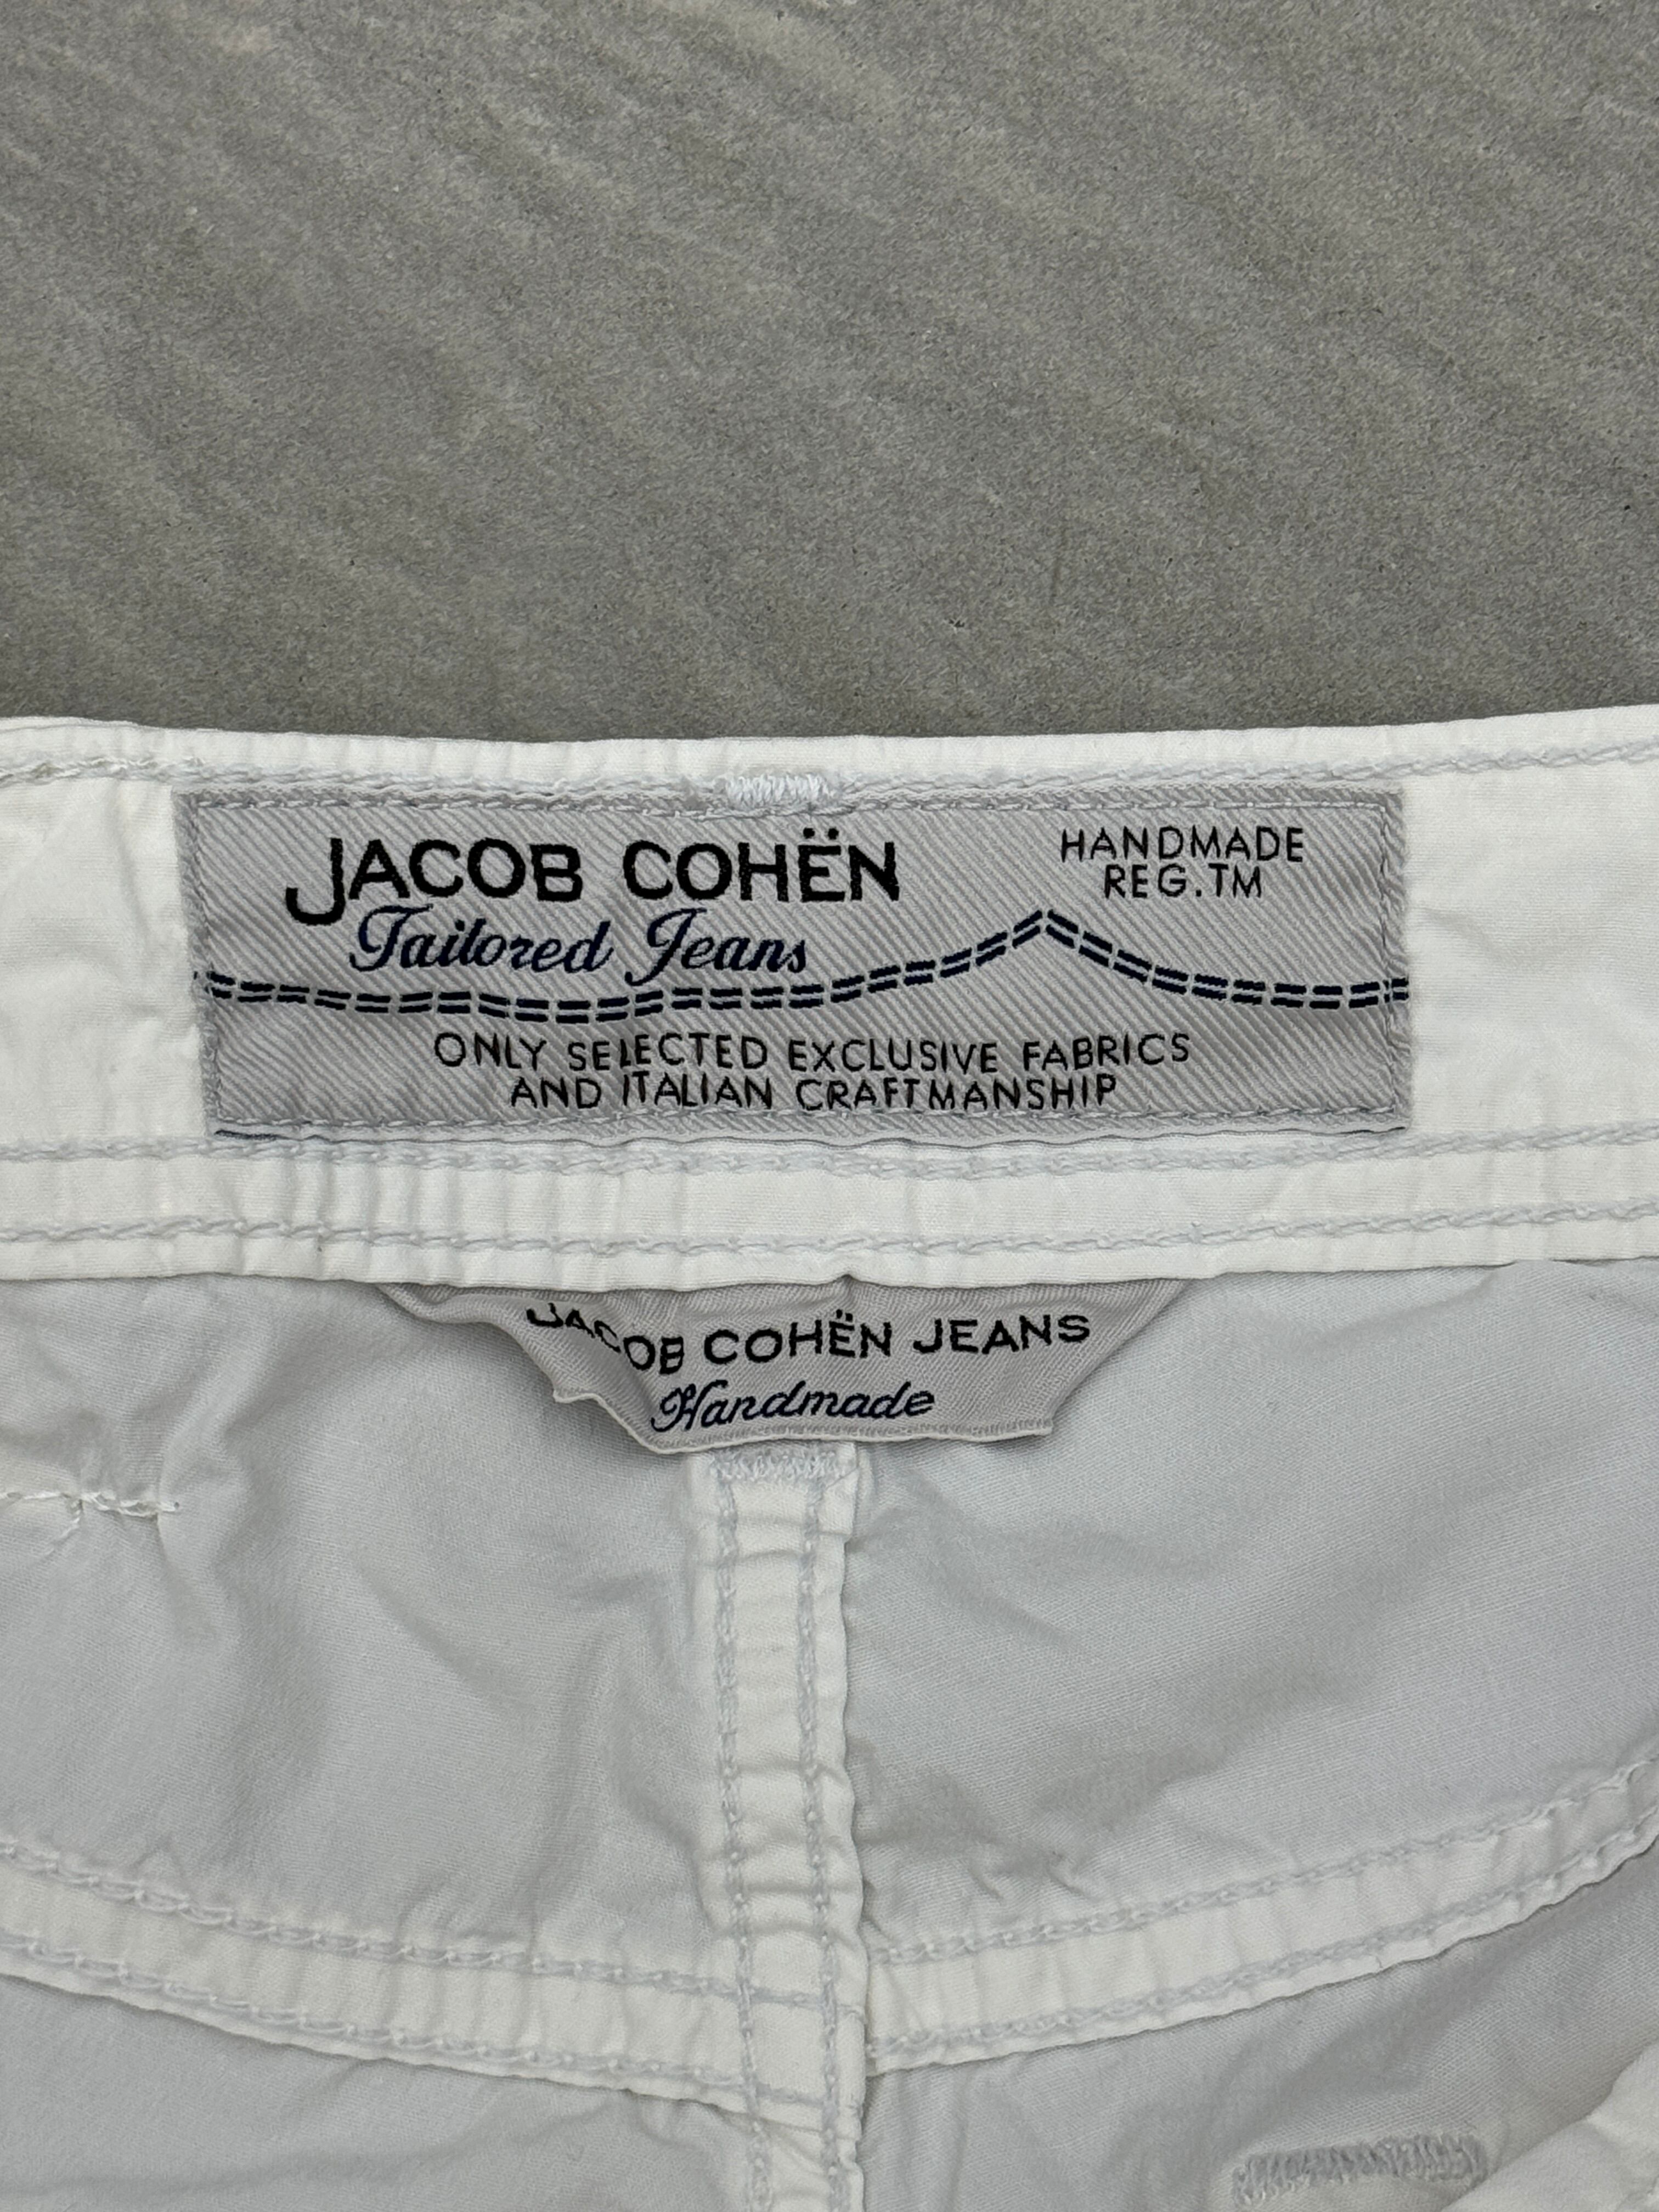 JACOB COHËN
Tailored Jeans
HANDMADE
REG.TM
ONLY SELECTED EXCLUSIVE FABRICS
AND ITALIAN CRAFTMANSHIP
JACOB COHËN JEANS
Handmade